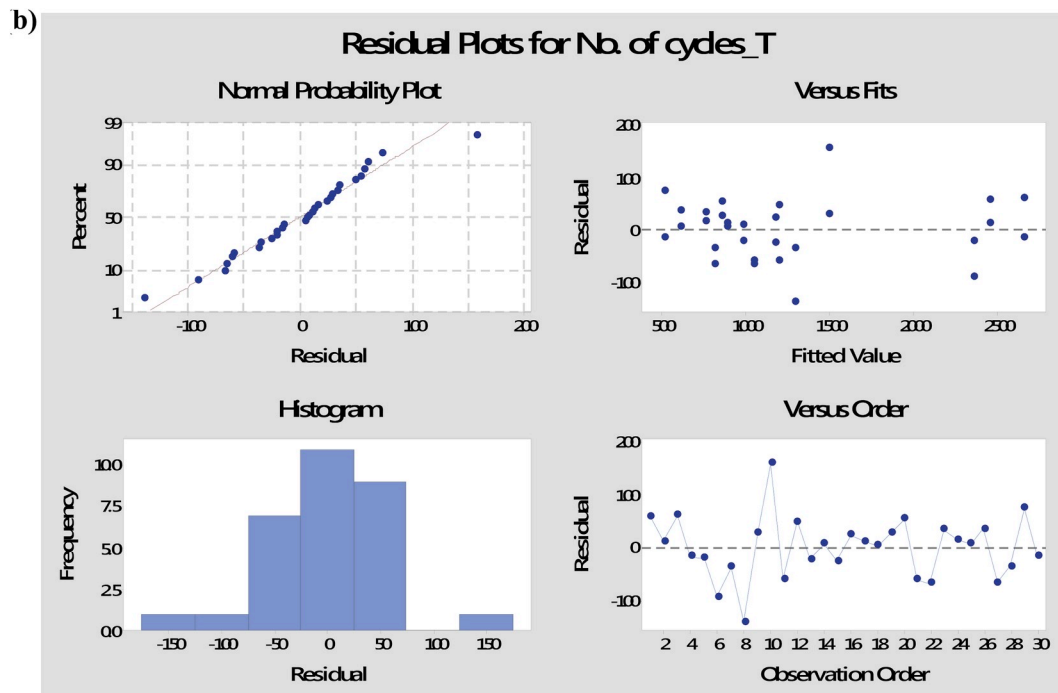 b)
Residual Plots for No. of cycles_T
Normal Probability Plot
99
90
50
10
1
Percent
-100 0 100 200
Residual
Versus Fits
200
100
0
-100
Residual
500 1000 1500 2000 2500
Fitted Value
Histogram
10.0
7.5
5.0
2.5
0.0
Frequency
-150 -100 -50 0 50 100 150
Residual
Versus Order
200
100
0
-100
Residual
2 4 6 8 10 12 14 16 18 20 22 24 26 28 30
Observation Order